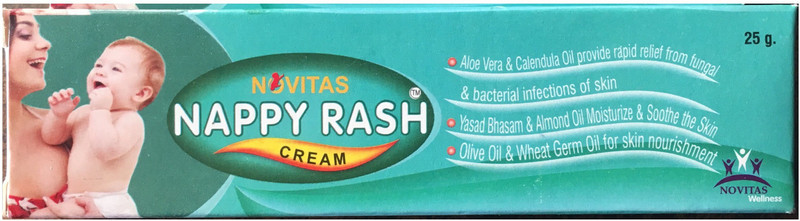 NOVITAS
NAPPY RASH
TM
CREAM
25 g.
Aloe Vera & Calendula Oil provide rapid relief from fungal
& bacterial infections of skin
Yasad Bhasam & Almond Oil Moisturize & Soothe the Skin
Olive Oil & Wheat Germ Oil for skin nourishment
NOVITAS
Wellness